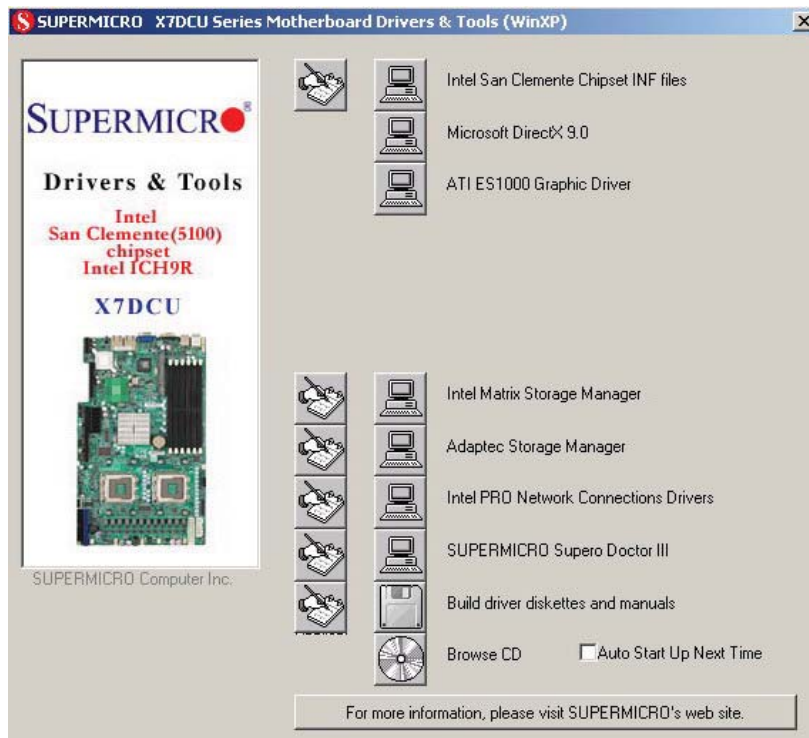 SUPERMICRO X7DCU Series Motherboard Drivers & Tools (WinXP)
SUPERMICRO®
Drivers & Tools
Intel
San Clemente(5100)
chipset
Intel ICH9R
X7DCU
SUPERMICRO Computer Inc.
Intel San Clemente Chipset INF files
Microsoft DirectX 9.0
ATI ES1000 Graphic Driver
Intel Matrix Storage Manager
Adaptec Storage Manager
Intel PRO Network Connections Drivers
SUPERMICRO Supero Doctor III
Build driver diskettes and manuals
Browse CD
Auto Start Up Next Time
For more information, please visit SUPERMICRO's web site.